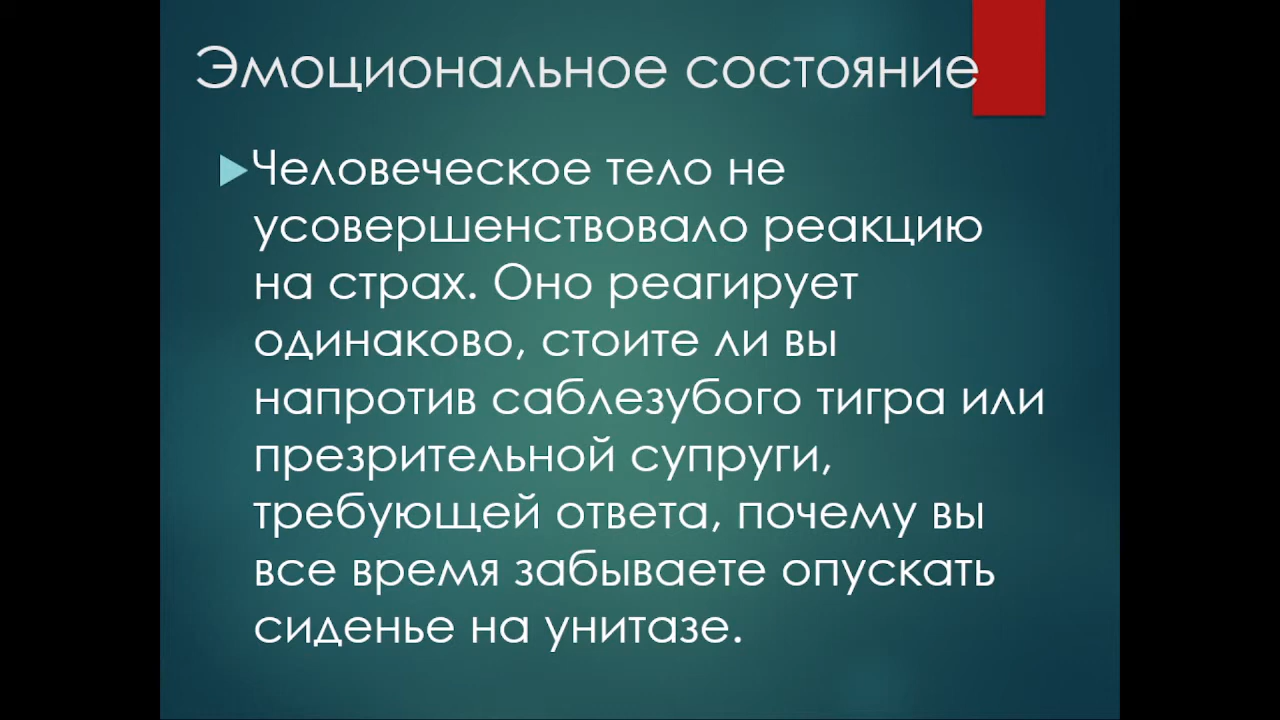 Эмоциональное состояние
Человеческое тело не
усовершенствовало реакцию
на страх. Оно реагирует
одинаково, стоите ли вы
напротив саблезубого тигра или
презрительной супруги,
требующей ответа, почему вы
все время забываете опускать
сиденье на унитазе.